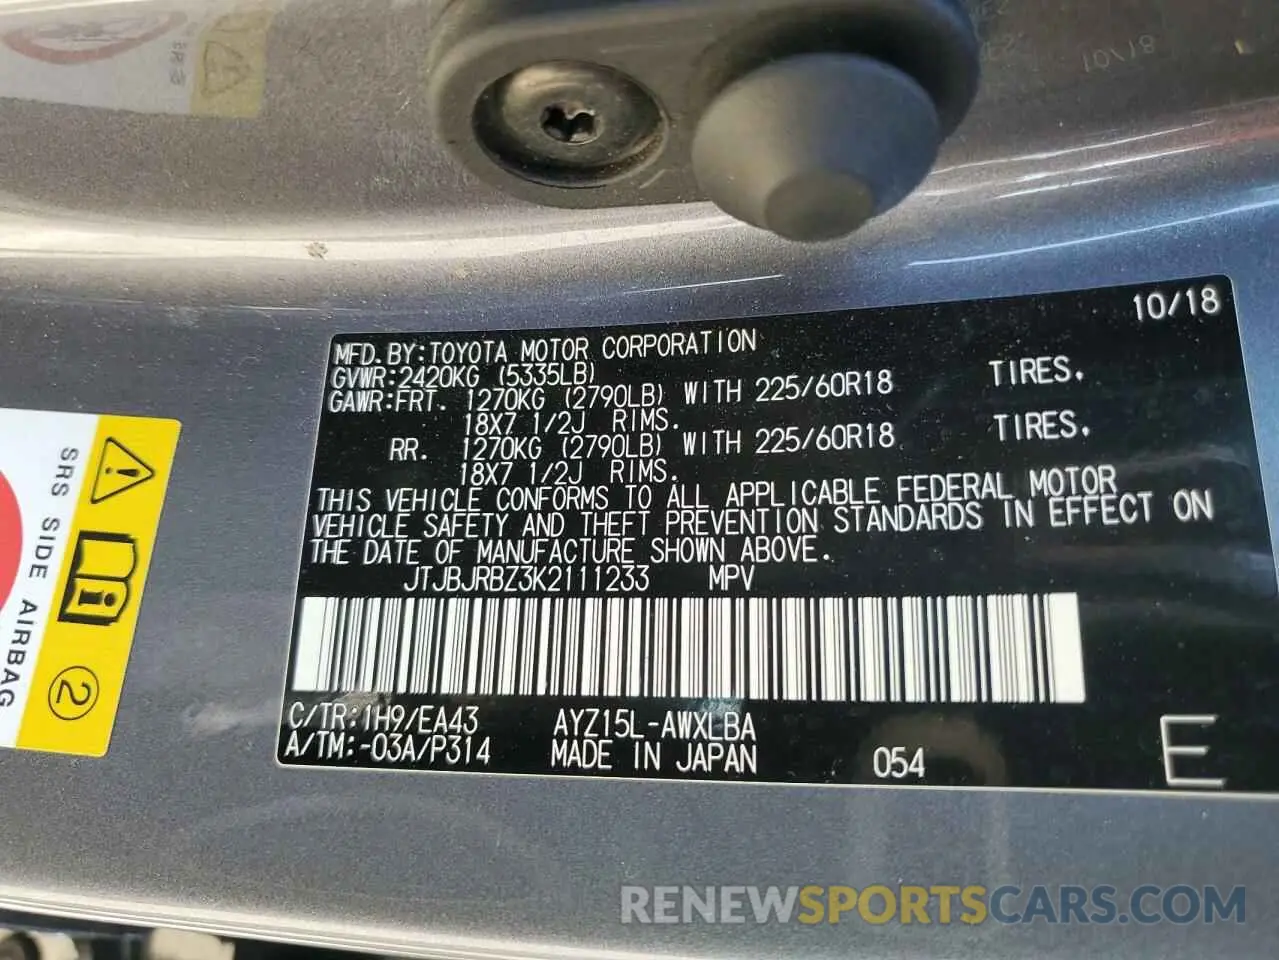 10/18
MFD. BY:TOYOTA MOTOR CORPORATION
GVWR:2420KG (5335LB)
GAWR:FRT. 1270KG (2790LB) WITH 225/60R18 TIRES.
18X7 1/2J RIMS.
RR. 1270KG (2790LB) WITH 225/60R18 TIRES.
18X7 1/2J RIMS.
THIS VEHICLE CONFORMS TO ALL APPLICABLE FEDERAL MOTOR
VEHICLE SAFETY AND THEFT PREVENTION STANDARDS IN EFFECT ON
THE DATE OF MANUFACTURE SHOWN ABOVE.
JTJBJRBZ3K2111233 MPV
C/TR:1H9/EA43 AYZ15L-AWXLBA
A/TM:-03A/P314 MADE IN JAPAN 054 E
SRS SIDE AIRBAG
2
RENEWSPORTSCARS.COM-2018